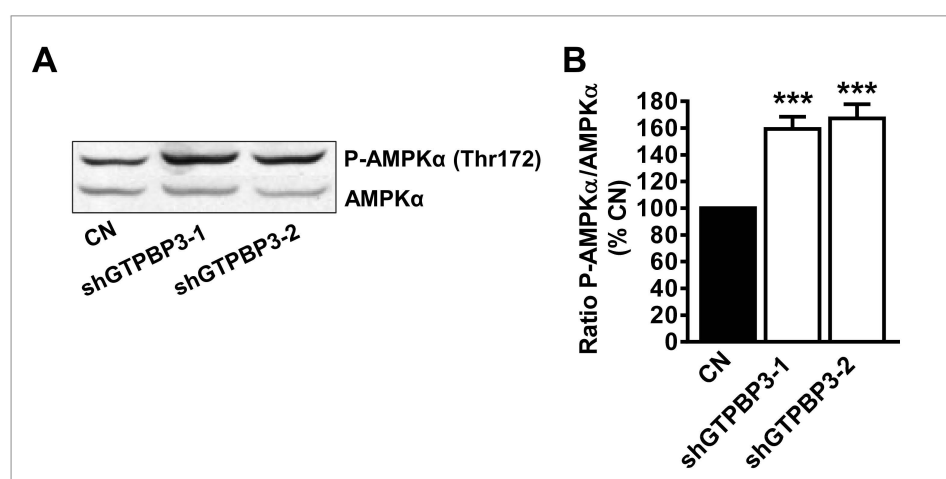 A
P-AMPKα (Thr172)
AMPKα
CN
shGTPBP3-1
shGTPBP3-2
B
Ratio P-AMPKα/AMPKα
(% CN)
180
160
140
120
100
80
60
40
20
0
***
***
CN
shGTPBP3-1
shGTPBP3-2